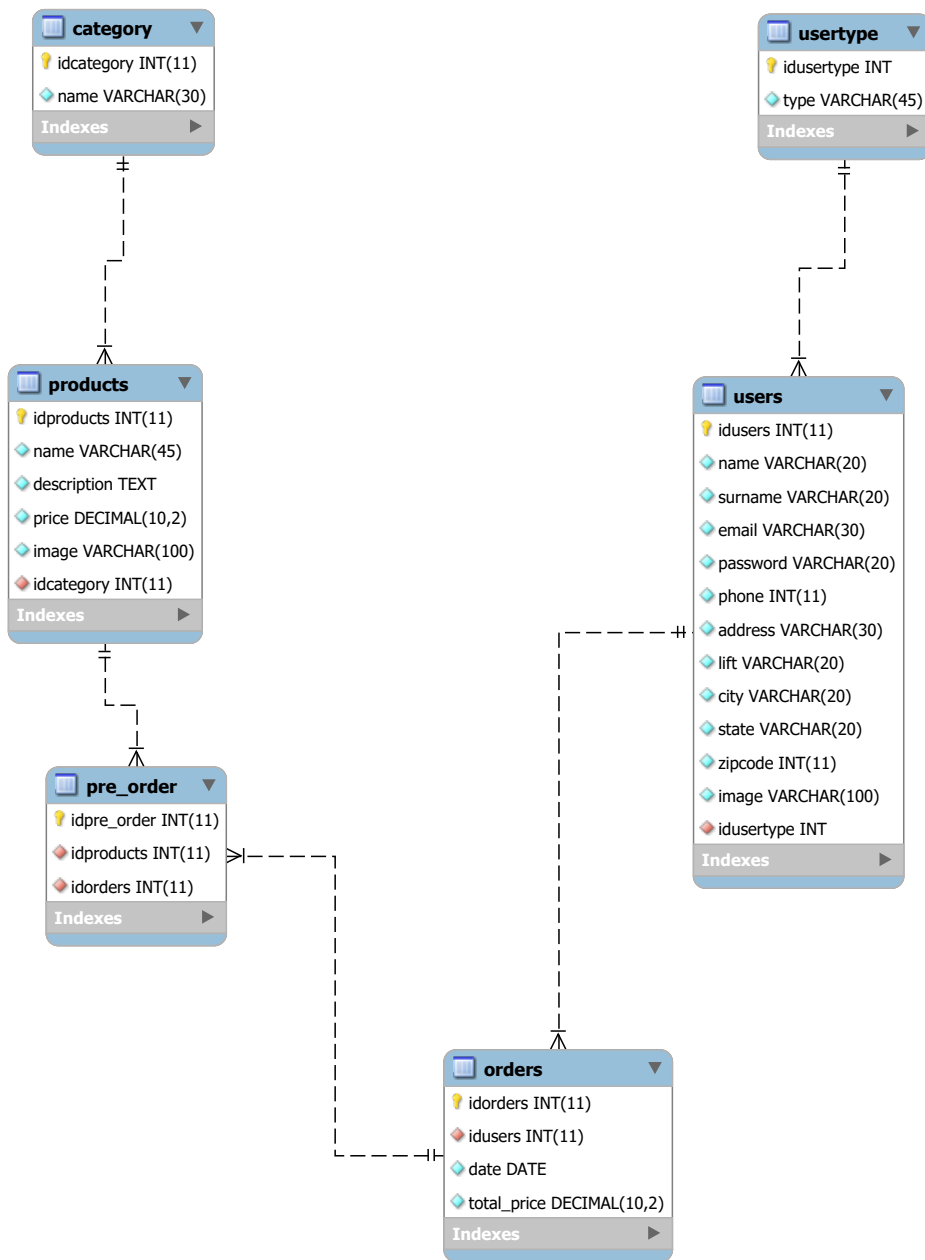 category
idcategory INT(11)
name VARCHAR(30)
Indexes
usertype
idusertype INT
type VARCHAR(45)
Indexes
products
idproducts INT(11)
name VARCHAR(45)
description TEXT
price DECIMAL(10,2)
image VARCHAR(100)
idcategory INT(11)
Indexes
users
idusers INT(11)
name VARCHAR(20)
surname VARCHAR(20)
email VARCHAR(30)
password VARCHAR(20)
phone INT(11)
address VARCHAR(30)
lift VARCHAR(20)
city VARCHAR(20)
state VARCHAR(20)
zipcode INT(11)
image VARCHAR(100)
idusertype INT
Indexes
pre_order
idpre_order INT(11)
idproducts INT(11)
idorders INT(11)
Indexes
orders
idorders INT(11)
idusers INT(11)
date DATE
total_price DECIMAL(10,2)
Indexes